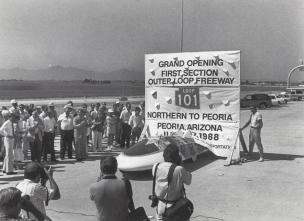 GRAND OPENING
FIRST SECTION
OUTER LOOP FREEWAY
LOOP
101
NORTHERN TO PEORIA
PEORIA, ARIZONA
1988